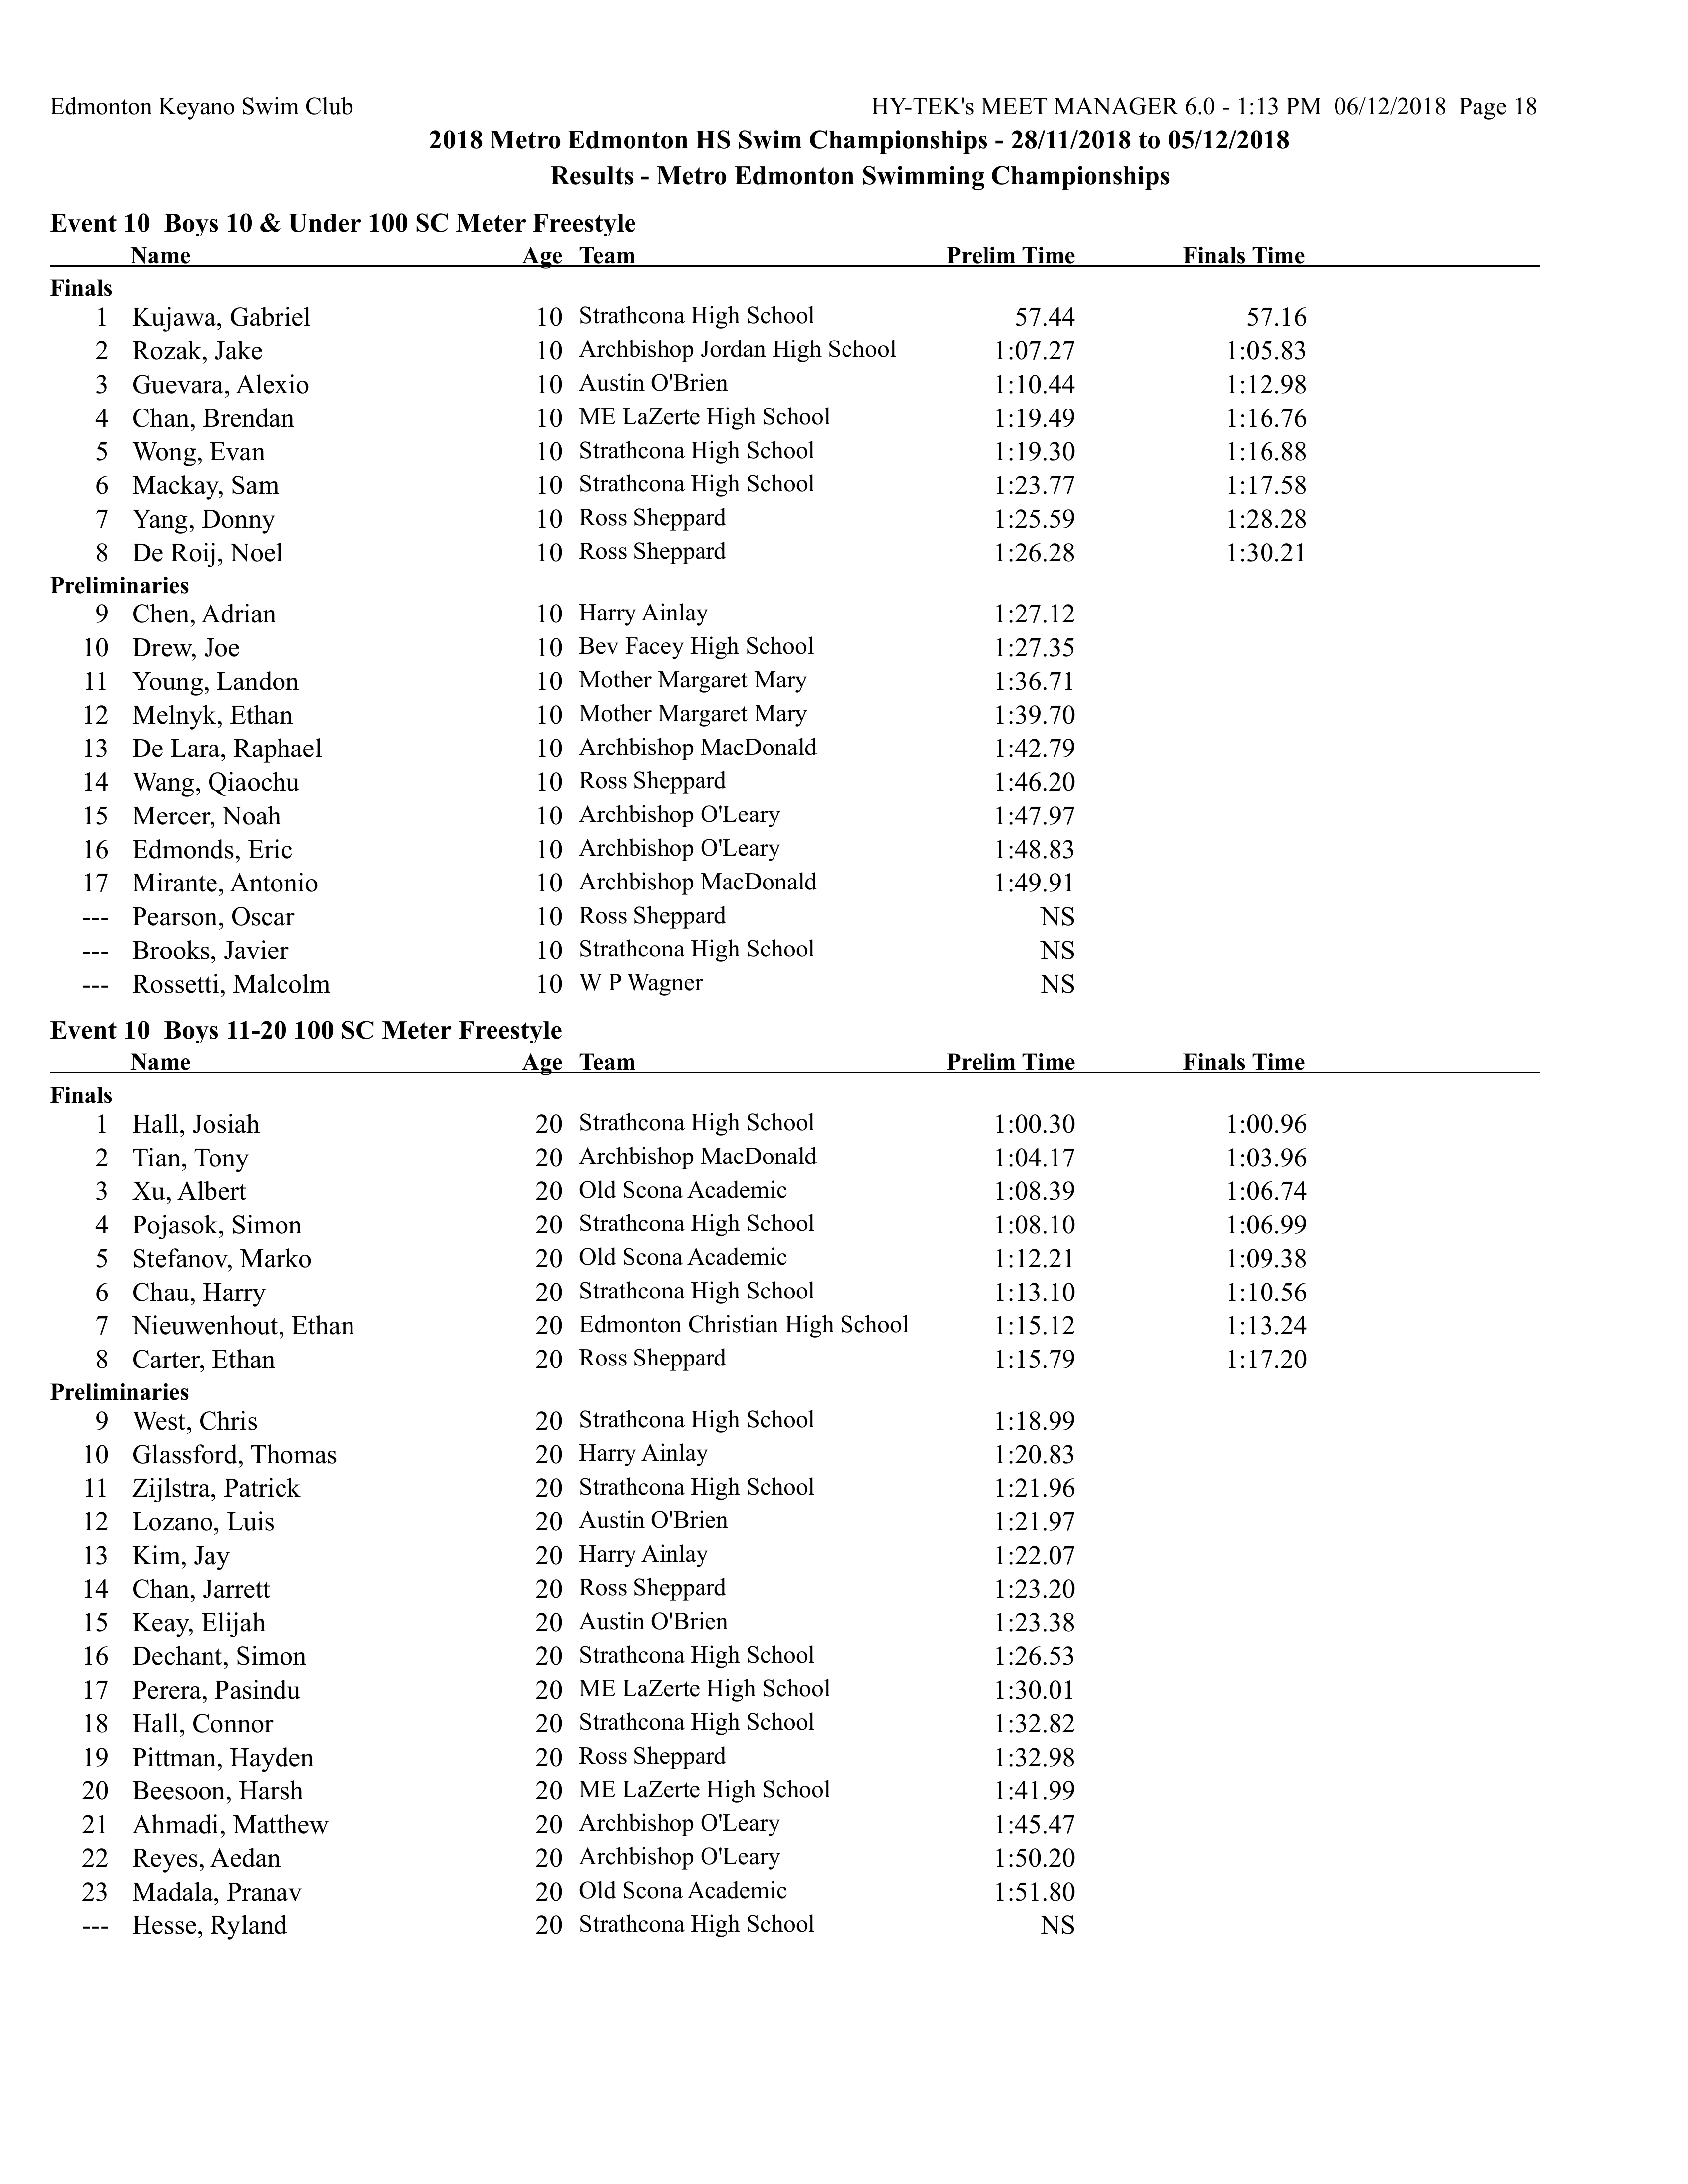 Edmonton Keyano Swim Club HY-TEK's MEET MANAGER 6.0 - 1:13 PM 06/12/2018 Page 18
2018 Metro Edmonton HS Swim Championships - 28/11/2018 to 05/12/2018
Results - Metro Edmonton Swimming Championships
Event 10 Boys 10 & Under 100 SC Meter Freestyle
Name Age Team Prelim Time Finals Time
Finals
1 Kujawa, Gabriel 10 Strathcona High School 57.44 57.16
2 Rozak, Jake 10 Archbishop Jordan High School 1:07.27 1:05.83
3 Guevara, Alexio 10 Austin O'Brien 1:10.44 1:12.98
4 Chan, Brendan 10 ME LaZerte High School 1:19.49 1:16.76
5 Wong, Evan 10 Strathcona High School 1:19.30 1:16.88
6 Mackay, Sam 10 Strathcona High School 1:23.77 1:17.58
7 Yang, Donny 10 Ross Sheppard 1:25.59 1:28.28
8 De Roij, Noel 10 Ross Sheppard 1:26.28 1:30.21
Preliminaries
9 Chen, Adrian 10 Harry Ainlay 1:27.12
10 Drew, Joe 10 Bev Facey High School 1:27.35
11 Young, Landon 10 Mother Margaret Mary 1:36.71
12 Melnyk, Ethan 10 Mother Margaret Mary 1:39.70
13 De Lara, Raphael 10 Archbishop MacDonald 1:42.79
14 Wang, Qiaochu 10 Ross Sheppard 1:46.20
15 Mercer, Noah 10 Archbishop O'Leary 1:47.97
16 Edmonds, Eric 10 Archbishop O'Leary 1:48.83
17 Mirante, Antonio 10 Archbishop MacDonald 1:49.91
--- Pearson, Oscar 10 Ross Sheppard NS
--- Brooks, Javier 10 Strathcona High School NS
--- Rossetti, Malcolm 10 W P Wagner NS
Event 10 Boys 11-20 100 SC Meter Freestyle
Name Age Team Prelim Time Finals Time
Finals
1 Hall, Josiah 20 Strathcona High School 1:00.30 1:00.96
2 Tian, Tony 20 Archbishop MacDonald 1:04.17 1:03.96
3 Xu, Albert 20 Old Scona Academic 1:08.39 1:06.74
4 Pojasok, Simon 20 Strathcona High School 1:08.10 1:06.99
5 Stefanov, Marko 20 Old Scona Academic 1:12.21 1:09.38
6 Chau, Harry 20 Strathcona High School 1:13.10 1:10.56
7 Nieuwenhout, Ethan 20 Edmonton Christian High School 1:15.12 1:13.24
8 Carter, Ethan 20 Ross Sheppard 1:15.79 1:17.20
Preliminaries
9 West, Chris 20 Strathcona High School 1:18.99
10 Glassford, Thomas 20 Harry Ainlay 1:20.83
11 Zijlstra, Patrick 20 Strathcona High School 1:21.96
12 Lozano, Luis 20 Austin O'Brien 1:21.97
13 Kim, Jay 20 Harry Ainlay 1:22.07
14 Chan, Jarrett 20 Ross Sheppard 1:23.20
15 Keay, Elijah 20 Austin O'Brien 1:23.38
16 Dechant, Simon 20 Strathcona High School 1:26.53
17 Perera, Pasindu 20 ME LaZerte High School 1:30.01
18 Hall, Connor 20 Strathcona High School 1:32.82
19 Pittman, Hayden 20 Ross Sheppard 1:32.98
20 Beesoon, Harsh 20 ME LaZerte High School 1:41.99
21 Ahmadi, Matthew 20 Archbishop O'Leary 1:45.47
22 Reyes, Aedan 20 Archbishop O'Leary 1:50.20
23 Madala, Pranav 20 Old Scona Academic 1:51.80
--- Hesse, Ryland 20 Strathcona High School NS